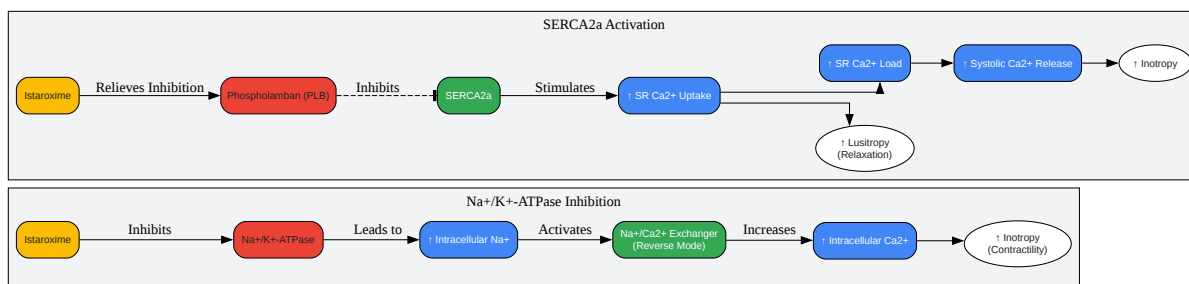 SERCA2a Activation
Istaroxime
Relieves Inhibition
Phospholamban (PLB)
Inhibits
SERCA2a
Stimulates
↑ SR Ca2+ Uptake
↑ SR Ca2+ Load
↑ Systolic Ca2+ Release
↑ Inotropy
↑ Lusitropy
(Relaxation)
Na+/K+-ATPase Inhibition
Istaroxime
Inhibits
Na+/K+-ATPase
Leads to
↑ Intracellular Na+
Activates
Na+/Ca2+ Exchanger
(Reverse Mode)
Increases
↑ Intracellular Ca2+
↑ Inotropy
(Contractility)